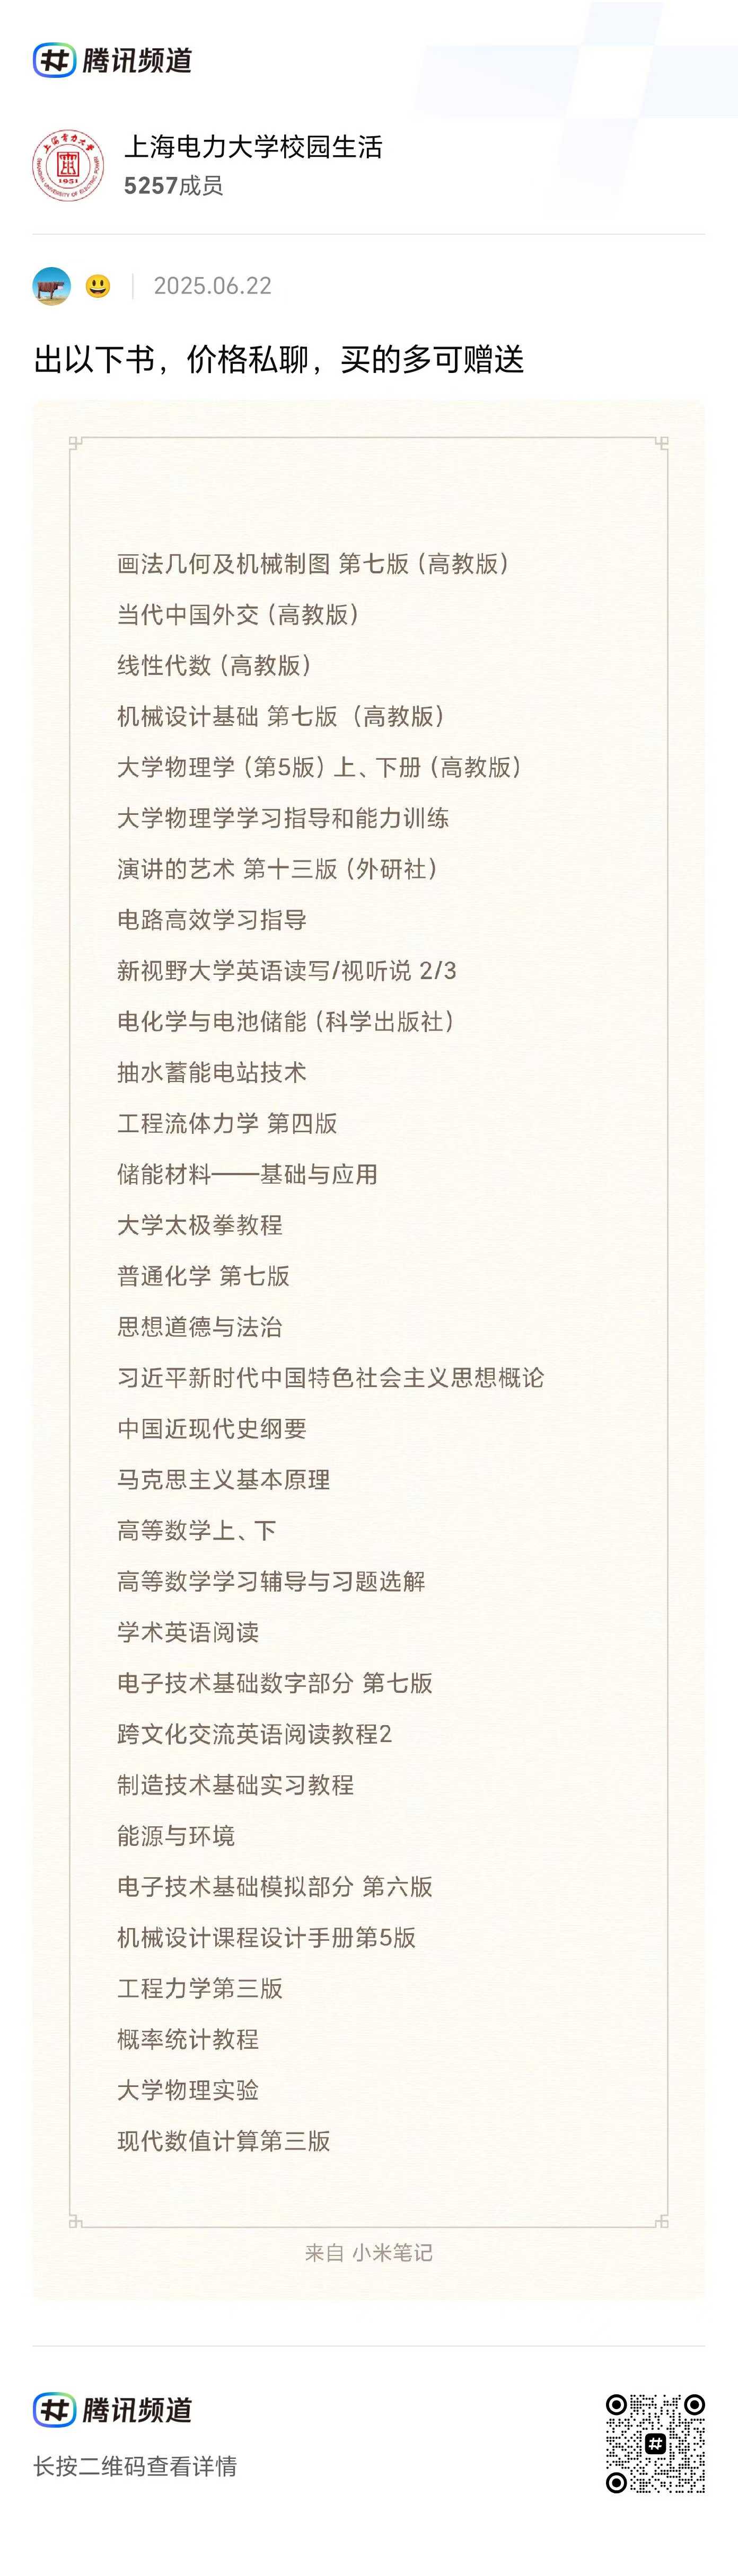 腾讯频道
上海电力大学校园生活
5257成员
2025.06.22
出以下书，价格私聊，买的多可赠送
画法几何及机械制图 第七版（高教版）
当代中国外交（高教版）
线性代数（高教版）
机械设计基础 第七版（高教版）
大学物理学（第5版）上、下册（高教版）
大学物理学学习指导和能力训练
演讲的艺术 第十三版（外研社）
电路高效学习指导
新视野大学英语读写/视听说 2/3
电化学与电池储能（科学出版社）
抽水蓄能电站技术
工程流体力学 第四版
储能材料——基础与应用
大学太极拳教程
普通化学 第七版
思想道德与法治
习近平新时代中国特色社会主义思想概论
中国近现代史纲要
马克思主义基本原理
高等数学上、下
高等数学学习辅导与习题选解
学术英语阅读
电子技术基础数字部分 第七版
跨文化交流英语阅读教程2
制造技术基础实习教程
能源与环境
电子技术基础模拟部分 第六版
机械设计课程设计手册第5版
工程力学第三版
概率统计教程
大学物理实验
现代数值计算第三版
来自 小米笔记
腾讯频道
长按二维码查看详情